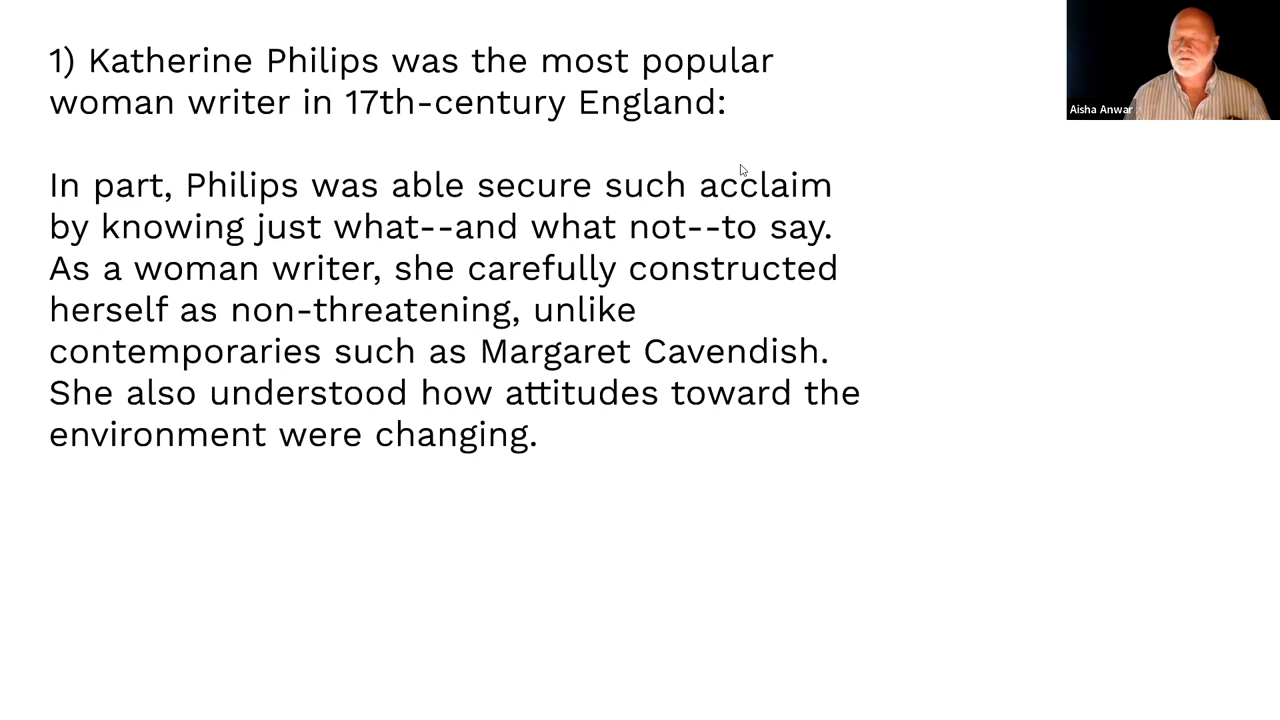 1) Katherine Philips was the most popular
woman writer in 17th-century England:
In part, Philips was able secure such acclaim
by knowing just what--and what not--to say.
As a woman writer, she carefully constructed
herself as non-threatening, unlike
contemporaries such as Margaret Cavendish.
She also understood how attitudes toward the
environment were changing.
Aisha Anwar